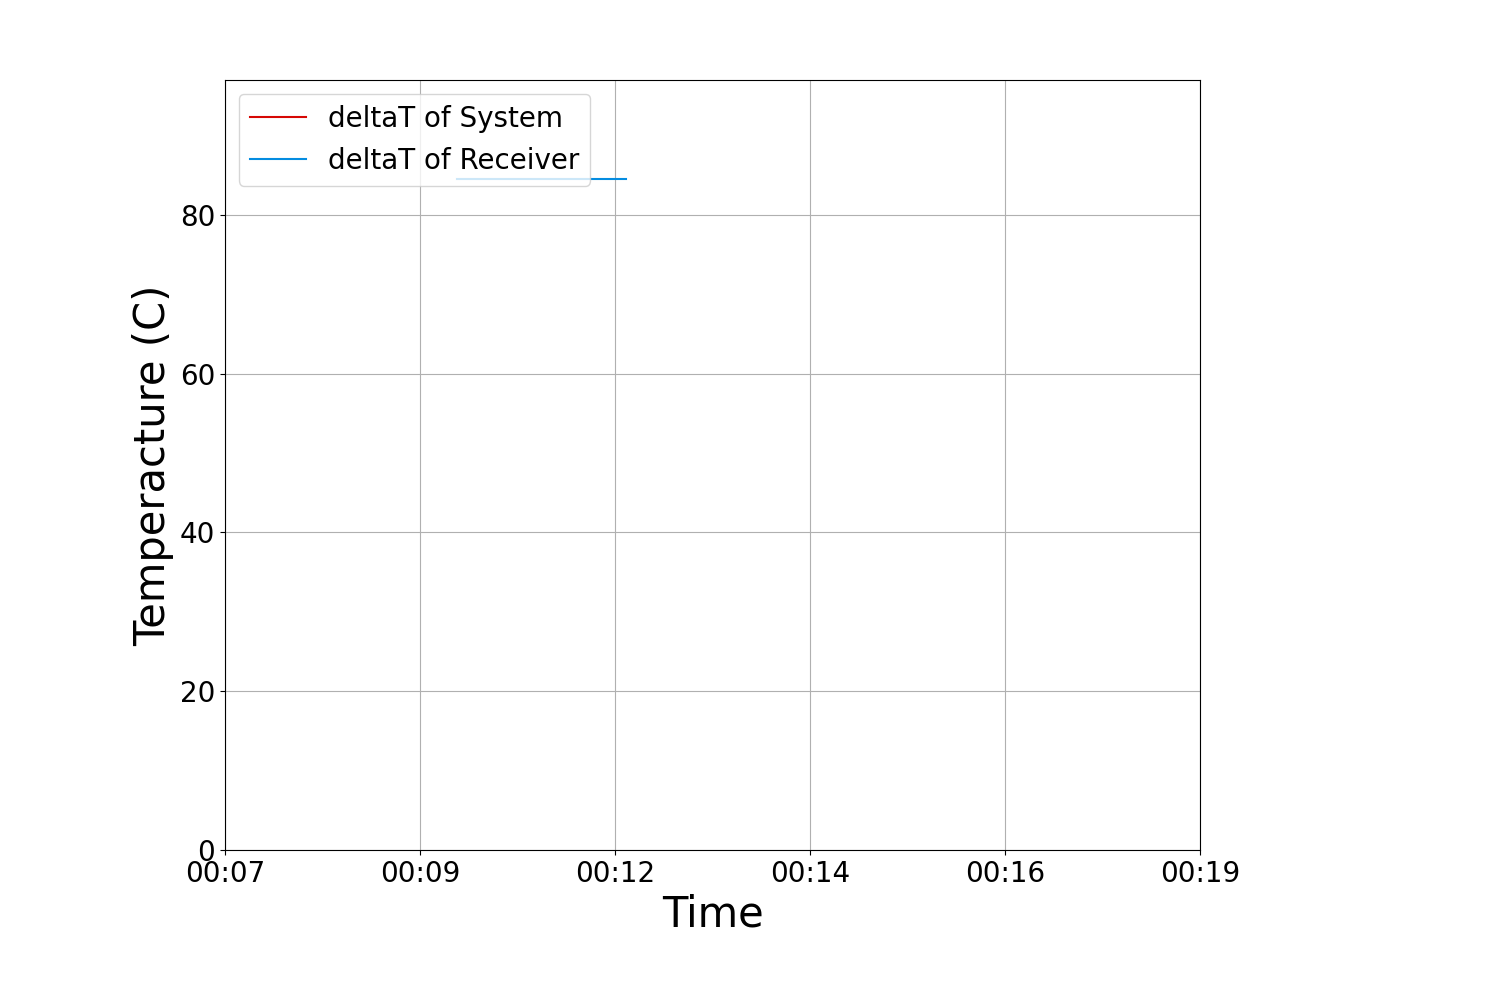 deltaT of System
deltaT of Receiver
80
60
40
20
0
Temperacture (C)
00:07 00:09 00:12 00:14 00:16 00:19
Time